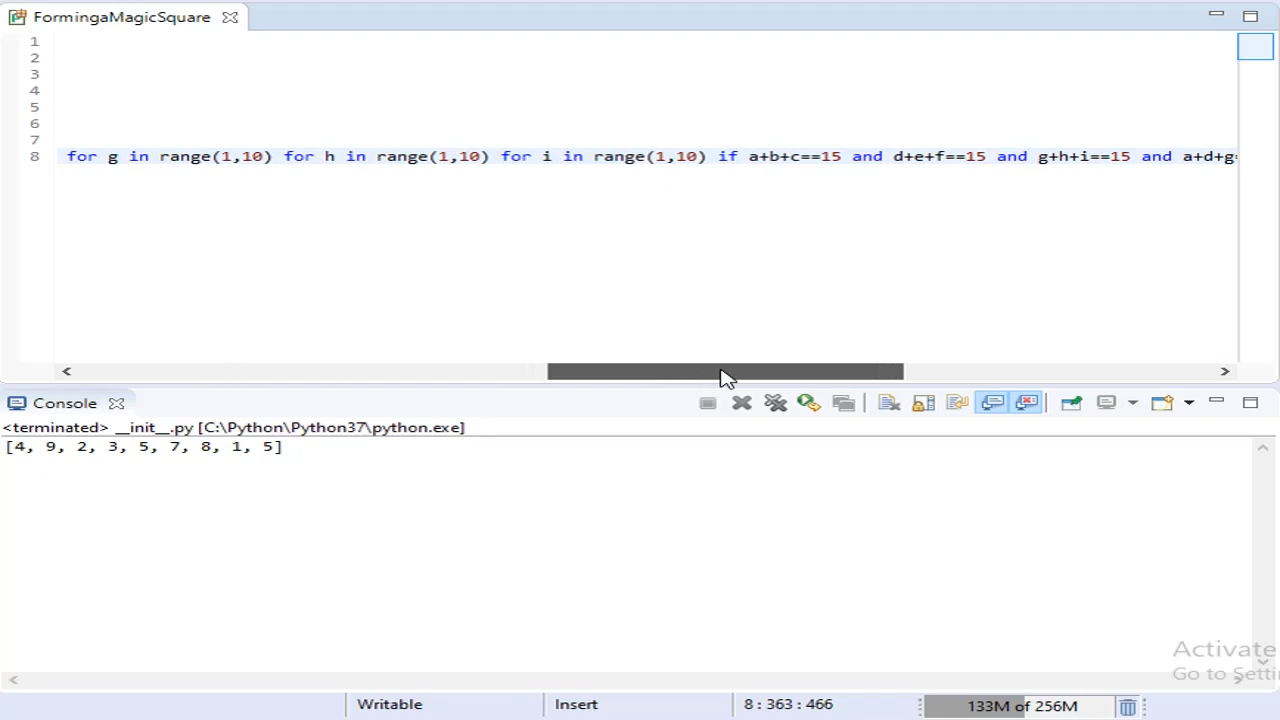 FormingaMagicSquare
1
2
3
4
5
6
7
8 for g in range(1,10) for h in range(1,10) for i in range(1,10) if a+b+c==15 and d+e+f==15 and g+h+i==15 and a+d+g
Console
<terminated> __init__.py [C:\Python\Python37\python.exe]
[4, 9, 2, 3, 5, 7, 8, 1, 5]
Activate
Go to Setti
Writable Insert 8 : 363 : 466 133M of 256M